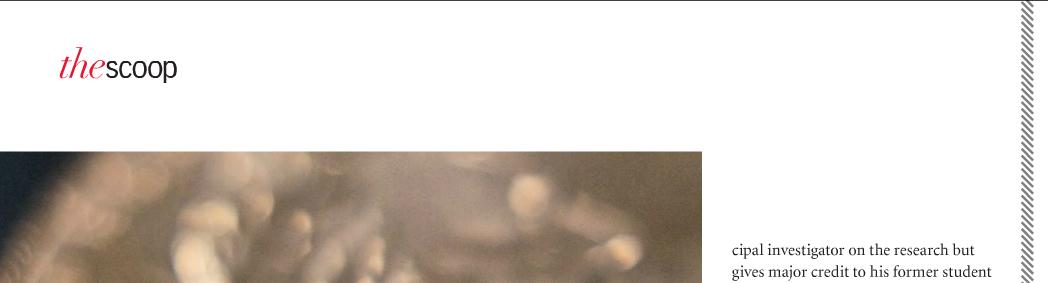 thescoop
cipal investigator on the research but
gives major credit to his former student